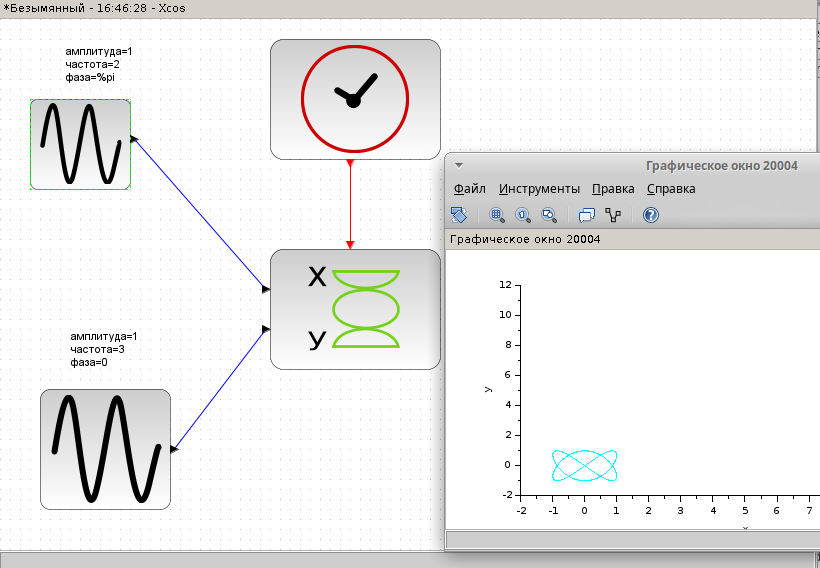 *Безымянный - 16:46:28 - Xcos
амплитуда=1
частота=2
фаза=%pi
X
У
амплитуда=1
частота=3
фаза=0
Графическое окно 20004
Файл Инструменты Правка Справка
Графическое окно 20004
12
10
8
6
4
2
0
-2
y
-2 -1 0 1 2 3 4 5 6 7